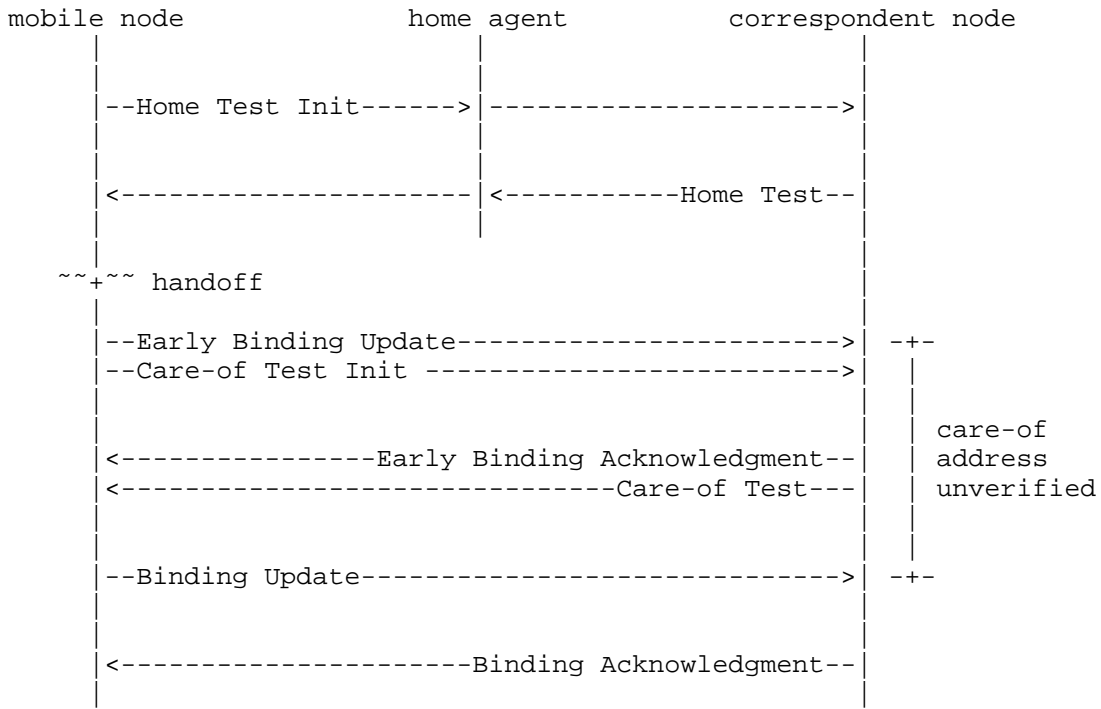 mobile node home agent correspondent node
--Home Test Init------>|---------------------->
<----------------------|<-----------Home Test--
~~+~~ handoff
--Early Binding Update------------------------> -+-
--Care-of Test Init -------------------------->
care-of
<----------------Early Binding Acknowledgment-- address
<-------------------------------Care-of Test--- unverified
--Binding Update------------------------------> -+-
<----------------------Binding Acknowledgment--